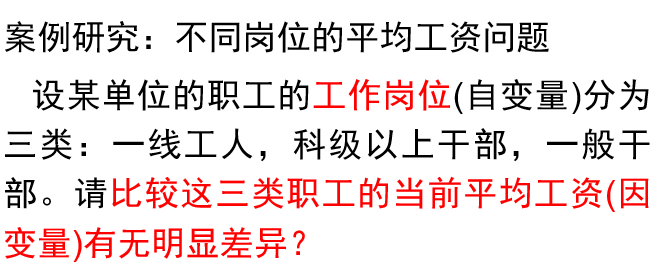 案例研究：不同岗位的平均工资问题
设某单位的职工的工作岗位(自变量)分为
三类：一线工人，科级以上干部，一般干
部。请比较这三类职工的当前平均工资(因
变量)有无明显差异？